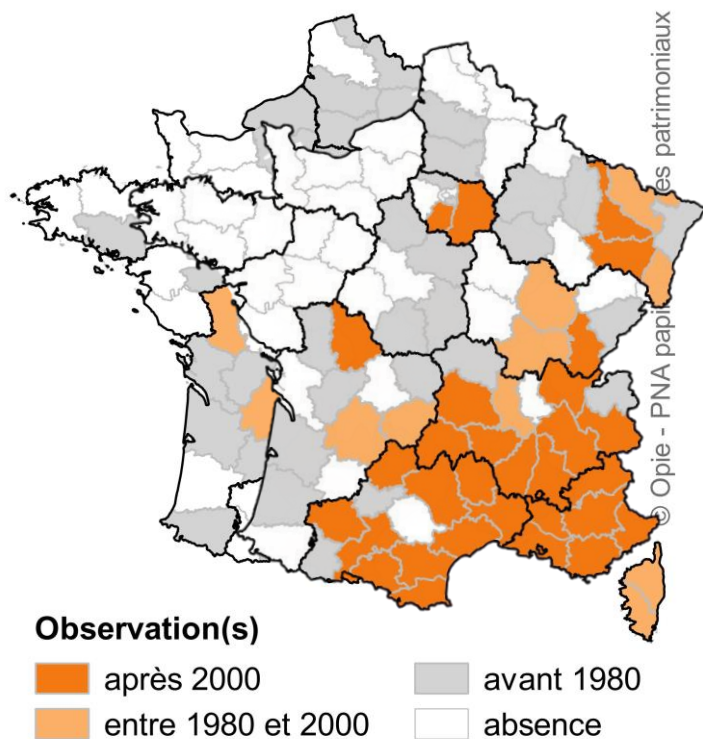 © Opie - PNA papi es patrimoniaux
Observation(s)
après 2000
avant 1980
entre 1980 et 2000
absence